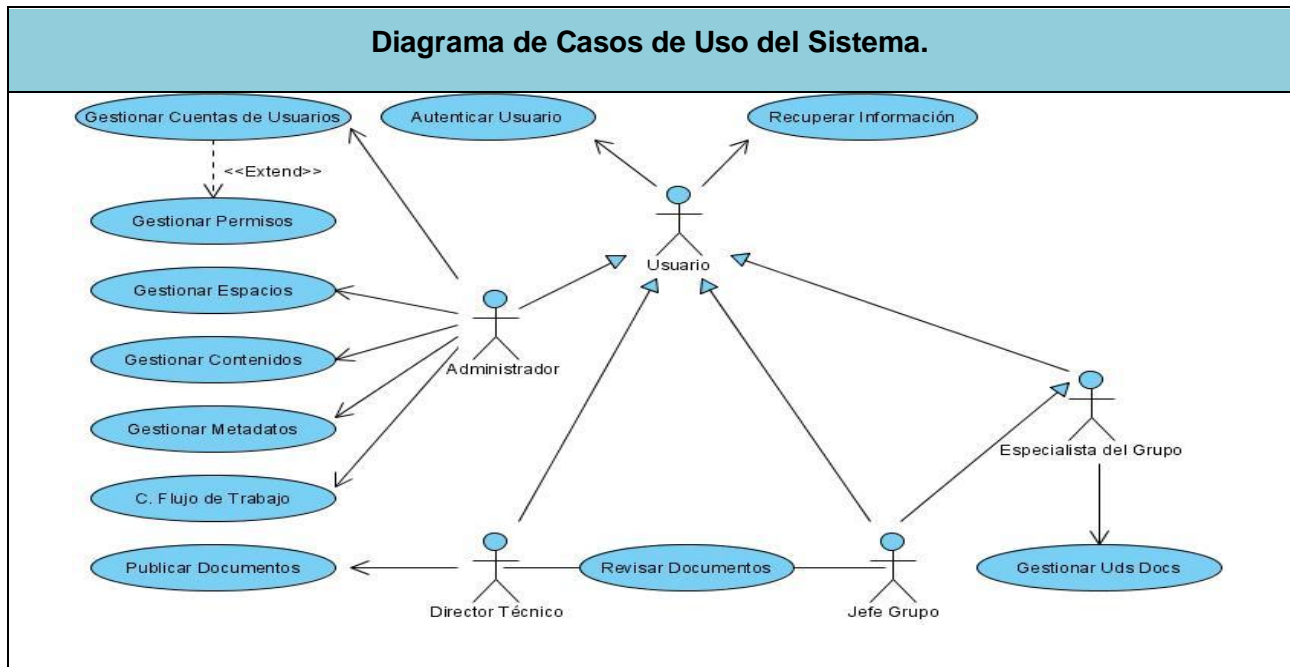 Diagrama de Casos de Uso del Sistema.
Gestionar Cuentas de Usuarios
Autenticar Usuario
Recuperar Información
<<Extend>>
Gestionar Permisos
Usuario
Gestionar Espacios
Gestionar Contenidos
Administrador
Gestionar Metadatos
Especialista del Grupo
C. Flujo de Trabajo
Publicar Documentos
Revisar Documentos
Gestionar Uds Docs
Director Técnico
Jefe Grupo